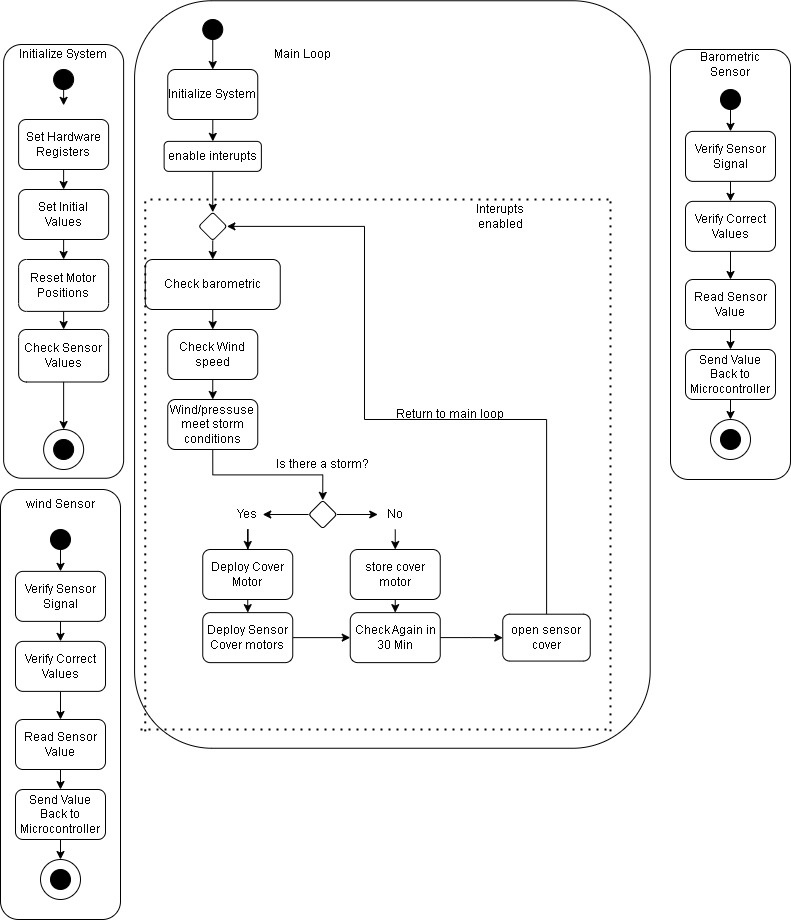 Initialize System
Set Hardware
Registers
Set Initial
Values
Reset Motor
Positions
Check Sensor
Values
wind Sensor
Verify Sensor
Signal
Verify Correct
Values
Read Sensor
Value
Send Value
Back to
Microcontroller
Main Loop
Initialize System
enable interupts
Interupts
enabled
Check barometric
Check Wind
speed
Wind/pressuse
meet storm
conditions
Return to main loop
Is there a storm?
Yes
No
Deploy Cover
Motor
store cover
motor
Deploy Sensor
Cover motors
Check Again in
30 Min
open sensor
cover
Barometric
Sensor
Verify Sensor
Signal
Verify Correct
Values
Read Sensor
Value
Send Value
Back to
Microcontroller